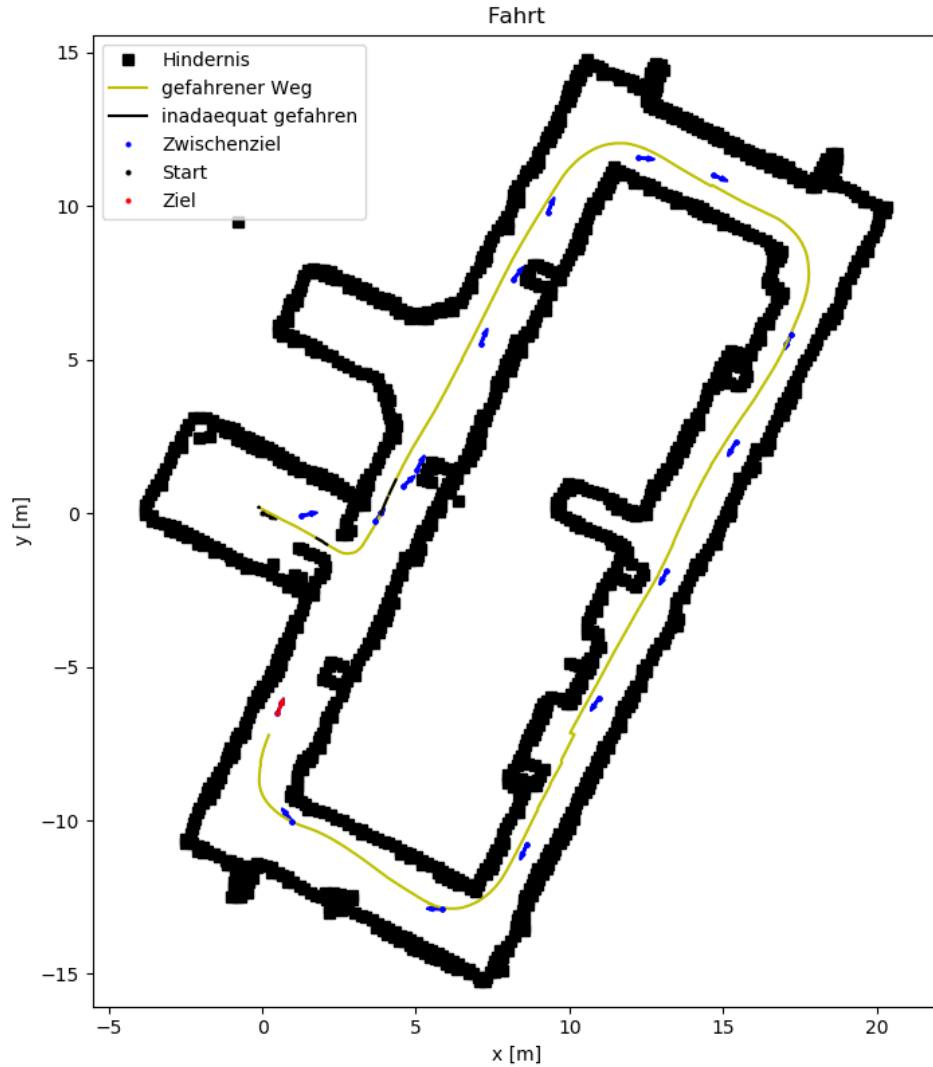 Fahrt
Hindernis
gefahrener Weg
inadaequat gefahren
Zwischenziel
Start
Ziel
15
10
5
0
−5
−10
−15
y [m]
−5
0
5
10
15
20
x [m]